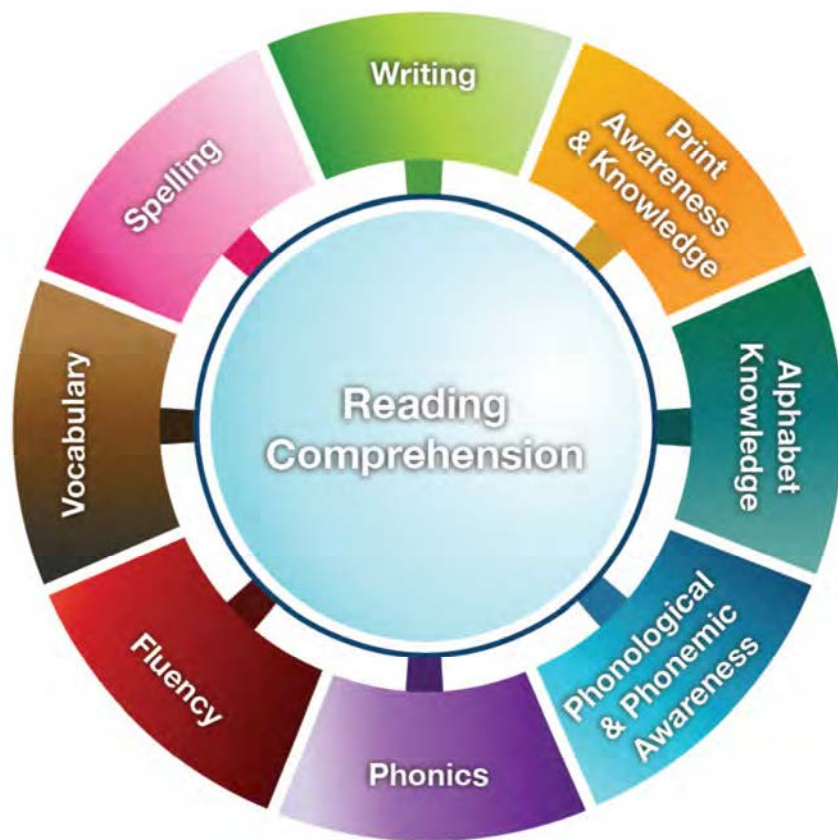 Writing
Print
Awareness
& Knowledge
Alphabet
Knowledge
Phonological
& Phonemic
Awareness
Phonics
Fluency
Vocabulary
Spelling
Reading
Comprehension